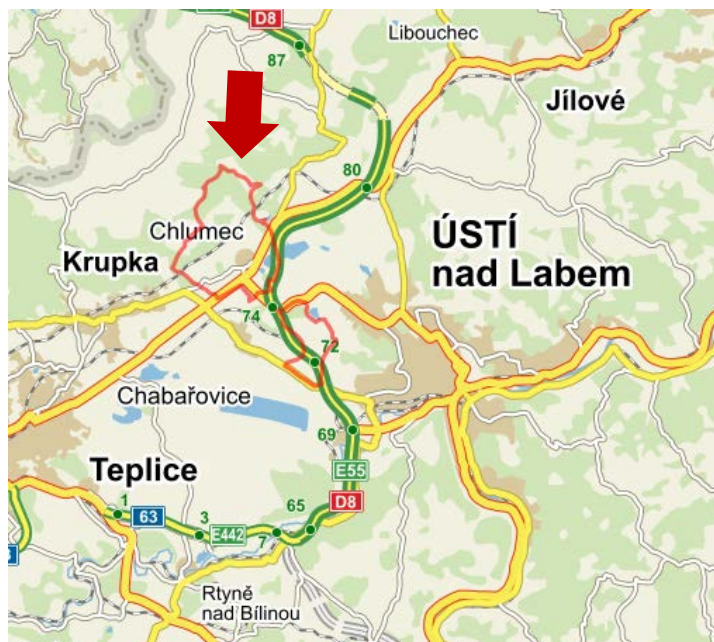 D8
87
Libouchec
Jílové
80
Chlumec
ÚSTÍ
nad Labem
Krupka
74
72
Chabařovice
69
Teplice
E55
1
63
3
E442
7
65
D8
Rtyně
nad Bílinou